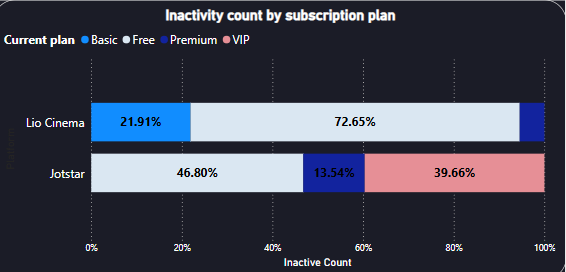 Inactivity count by subscription plan
Current plan Basic Free Premium VIP
Lio Cinema 21.91% 72.65%
Jotstar 46.80% 13.54% 39.66%
0% 20% 40% 60% 80% 100%
Inactive Count